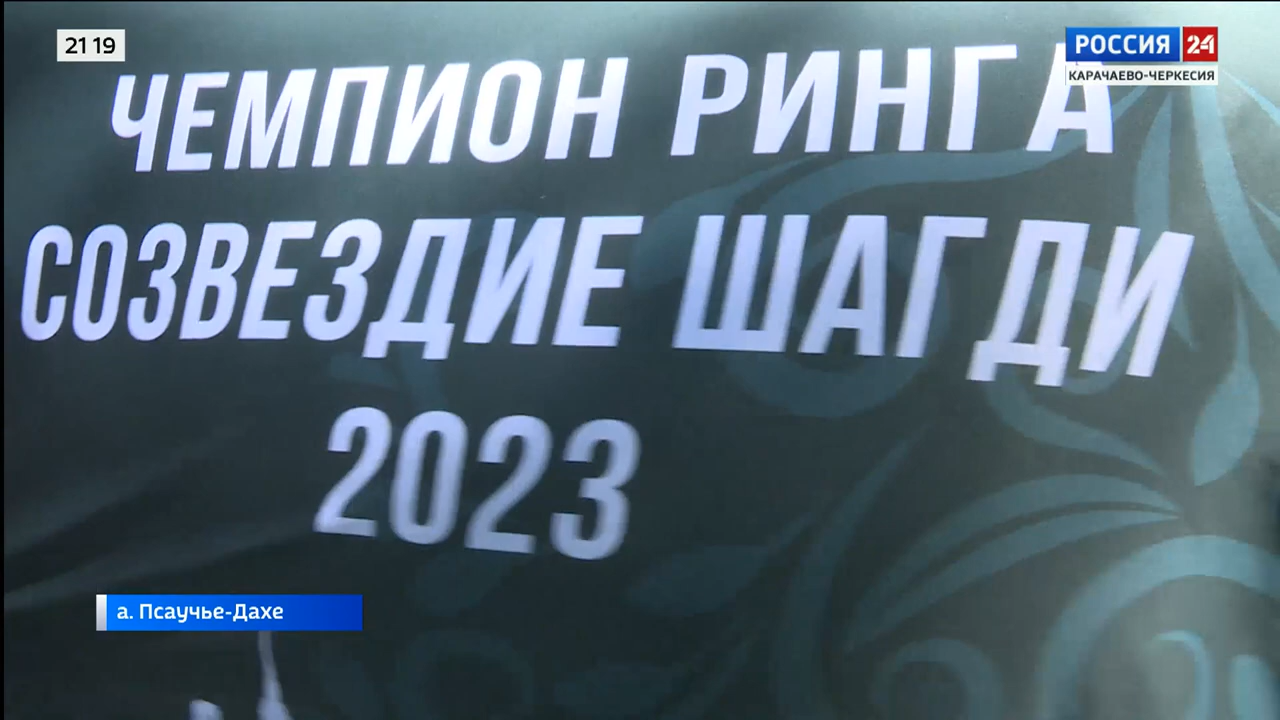 21 19
РОССИЯ 24
КАРАЧАЕВО-ЧЕРКЕСИЯ
ЧЕМПИОН РИНГА
СОЗВЕЗДИЕ ШАГДИ
2023
а. Псаучье-Дахе